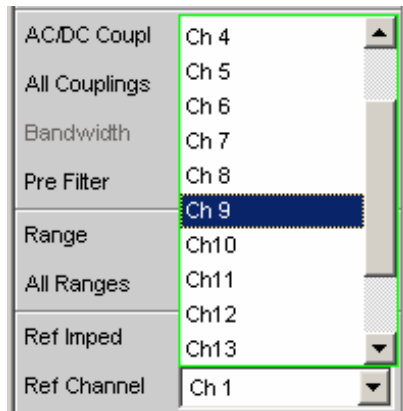 AC/DC Coupl
All Couplings
Bandwidth
Pre Filter
Range
All Ranges
Ref Imped
Ref Channel
Ch 4
Ch 5
Ch 6
Ch 7
Ch 8
Ch 9
Ch10
Ch11
Ch12
Ch13
Ch 1